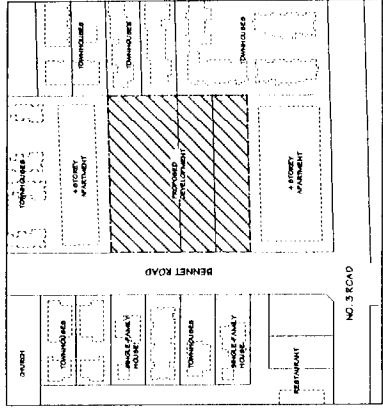 TOWNHOUSES
TOWNHOUSES
TOWNHOUSES
TOWNHOUSES
4 STOREY
APARTMENT
PROPOSED
DEVELOPMENT
4 STOREY
APARTMENT
BENNET ROAD
CHURCH
TOWNHOUSES
SINGLE-FAMILY
HOUSE
TOWNHOUSES
SINGLE-FAMILY
HOUSE
RESTAURANT
NO. 3 ROAD